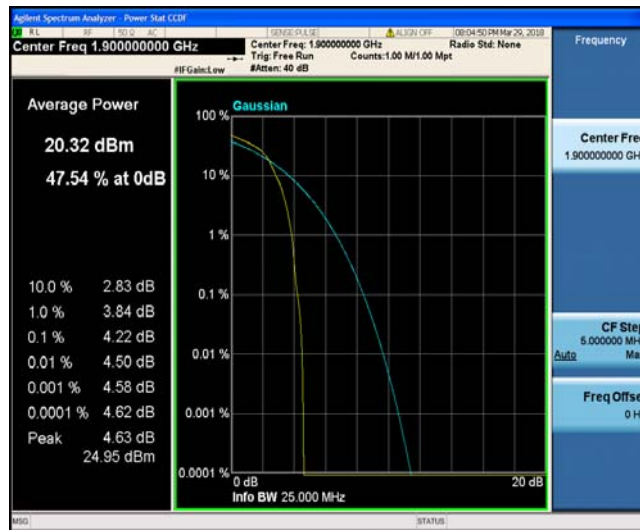 Agilent Spectrum Analyzer - Power Stat CCDF
RL RF 50 Ω AC SENSE:PULSE ALIGN OFF 08:04:50 PM Mar 29, 2018
Center Freq 1.900000000 GHz
Center Freq: 1.900000000 GHz Radio Std: None
Trig: Free Run Counts:1.00 M/1.00 Mpt
#IFGain:Low #Atten: 40 dB
Frequency
Average Power
20.32 dBm
47.54 % at 0dB
10.0 % 2.83 dB
1.0 % 3.84 dB
0.1 % 4.22 dB
0.01 % 4.50 dB
0.001 % 4.58 dB
0.0001 % 4.62 dB
Peak 4.63 dB
24.95 dBm
Gaussian
100 %
10 %
1 %
0.1 %
0.01 %
0.001 %
0.0001 %
0 dB 20 dB
Info BW 25.000 MHz
Center Fre
1.900000000 GH
CF Step
5.000000 MH
Auto Ma
Freq Offse
0 H
MSG STATUS